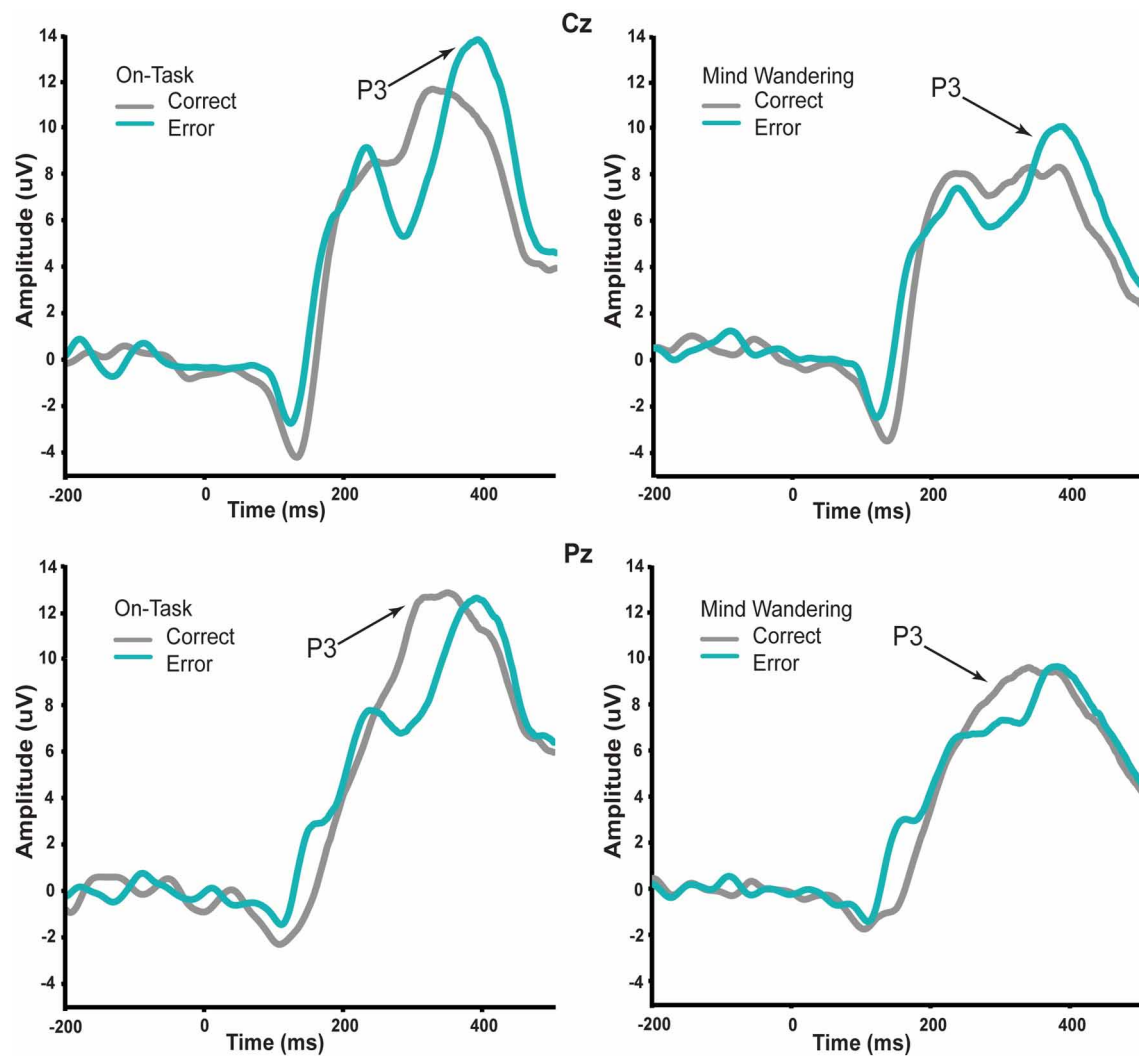 Cz
14
12
10
8
6
4
2
0
-2
-4
-200
0
200
400
Time (ms)
Amplitude (uV)
On-Task
Correct
Error
P3
14
12
10
8
6
4
2
0
-2
-4
-200
0
200
400
Time (ms)
Amplitude (uV)
Mind Wandering
Correct
Error
P3
Pz
14
12
10
8
6
4
2
0
-2
-4
-200
0
200
400
Time (ms)
Amplitude (uV)
On-Task
Correct
Error
P3
14
12
10
8
6
4
2
0
-2
-4
-200
0
200
400
Time (ms)
Amplitude (uV)
Mind Wandering
Correct
Error
P3